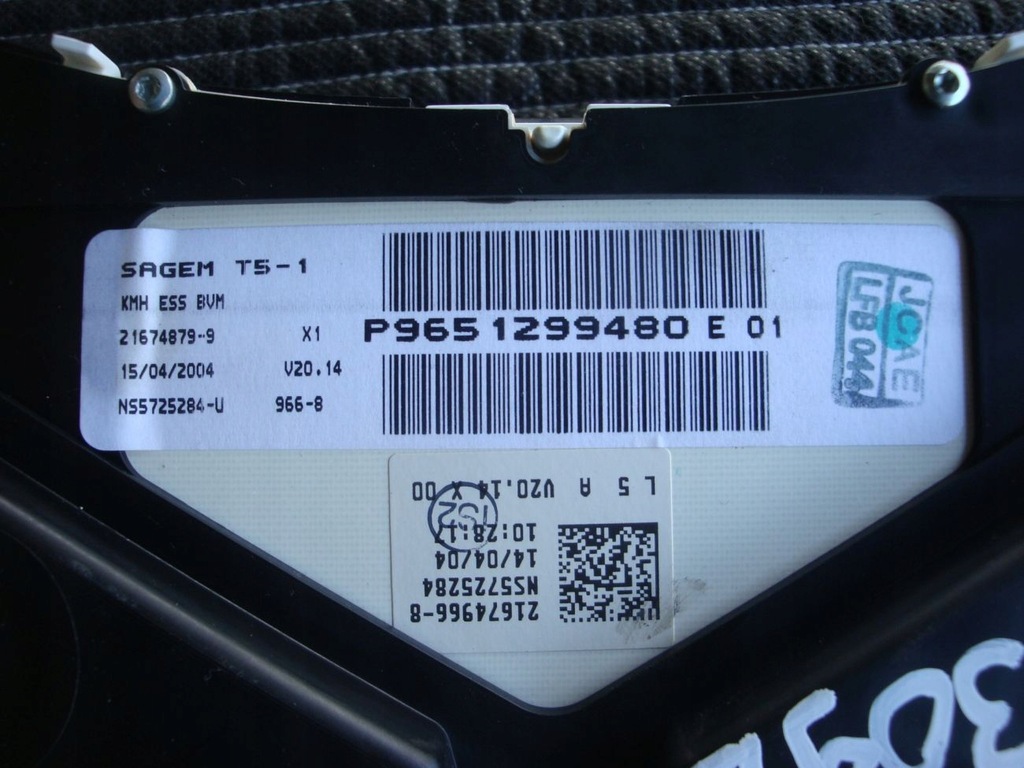 SAGEM T5-1
KMH ESS BVM
21674879-9 X1
15/04/2004 V20.14
NS5725284-U 966-8
P9651299480 E 01
JCAE
LFB 044
21674966-8
NS5725284
14/04/04
10:28:17
L 5 A V20.14 X 00
TS2
309